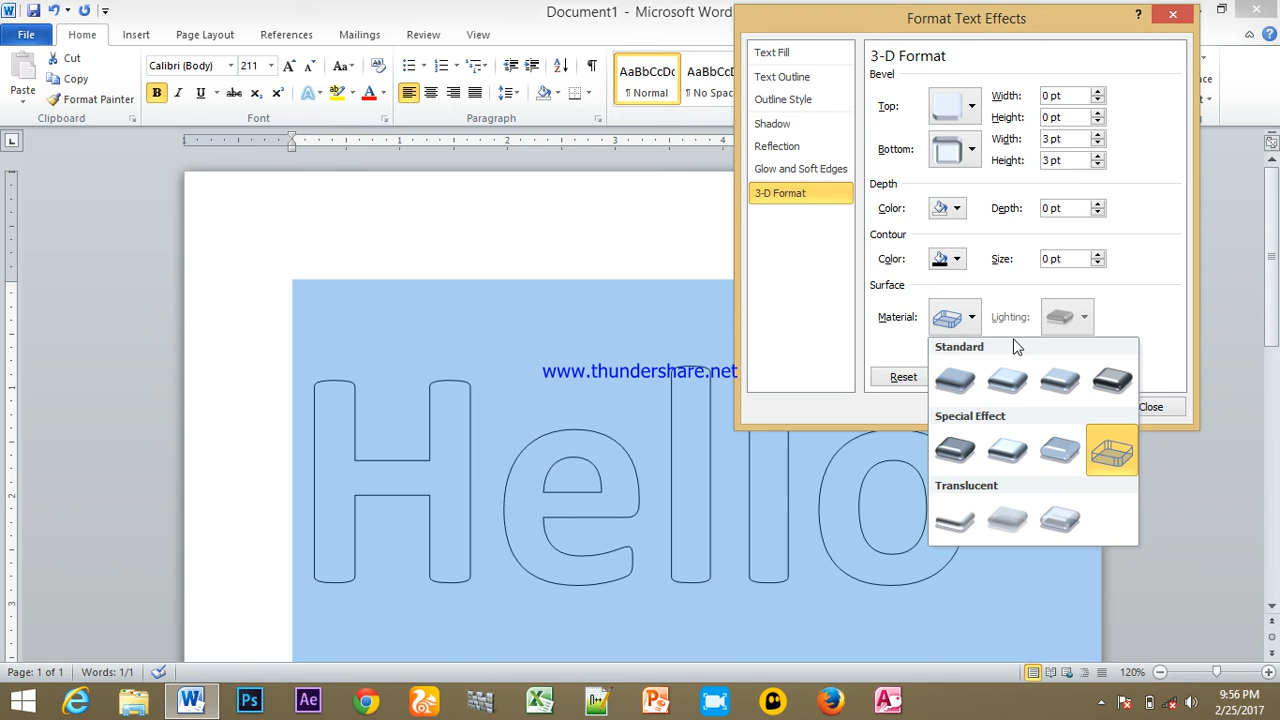 Document1 - Microsoft Word
File
Home
Insert
Page Layout
References
Mailings
Review
View
Paste
Cut
Copy
Format Painter
Clipboard
Calibri (Body)
211
Font
Paragraph
AaBbCcDc
¶ Normal
AaBbCc
¶ No Spac
Format Text Effects
Text Fill
Text Outline
Outline Style
Shadow
Reflection
Glow and Soft Edges
3-D Format
3-D Format
Bevel
Top:
Width: 0 pt
Height: 0 pt
Bottom:
Width: 3 pt
Height: 3 pt
Depth
Color:
Depth: 0 pt
Contour
Color:
Size: 0 pt
Surface
Material:
Lighting:
Reset
Close
Standard
Special Effect
Translucent
www.thundershare.net
Hello
Page: 1 of 1
Words: 1/1
120%
9:56 PM
2/25/2017